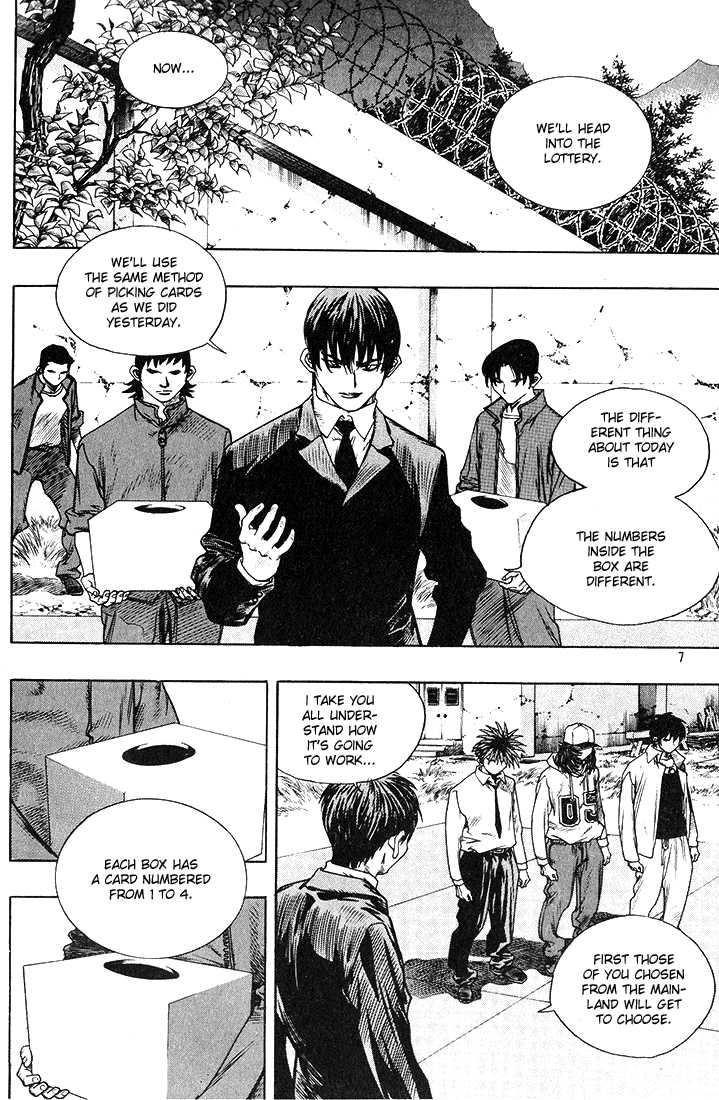 NOW...
WE'LL HEAD
INTO THE
LOTTERY.
WE'LL USE
THE SAME METHOD
OF PICKING CARDS
AS WE DID
YESTERDAY.
THE DIFF-
ERENT THING
ABOUT TODAY
IS THAT
THE NUMBERS
INSIDE THE
BOX ARE
DIFFERENT.
7
EACH BOX HAS
A CARD NUMBERED
FROM 1 TO 4.
I TAKE YOU
ALL UNDER-
STAND HOW
IT'S GOING
TO WORK...
05
FIRST THOSE
OF YOU CHOSEN
FROM THE MAIN-
LAND WILL GET
TO CHOOSE.